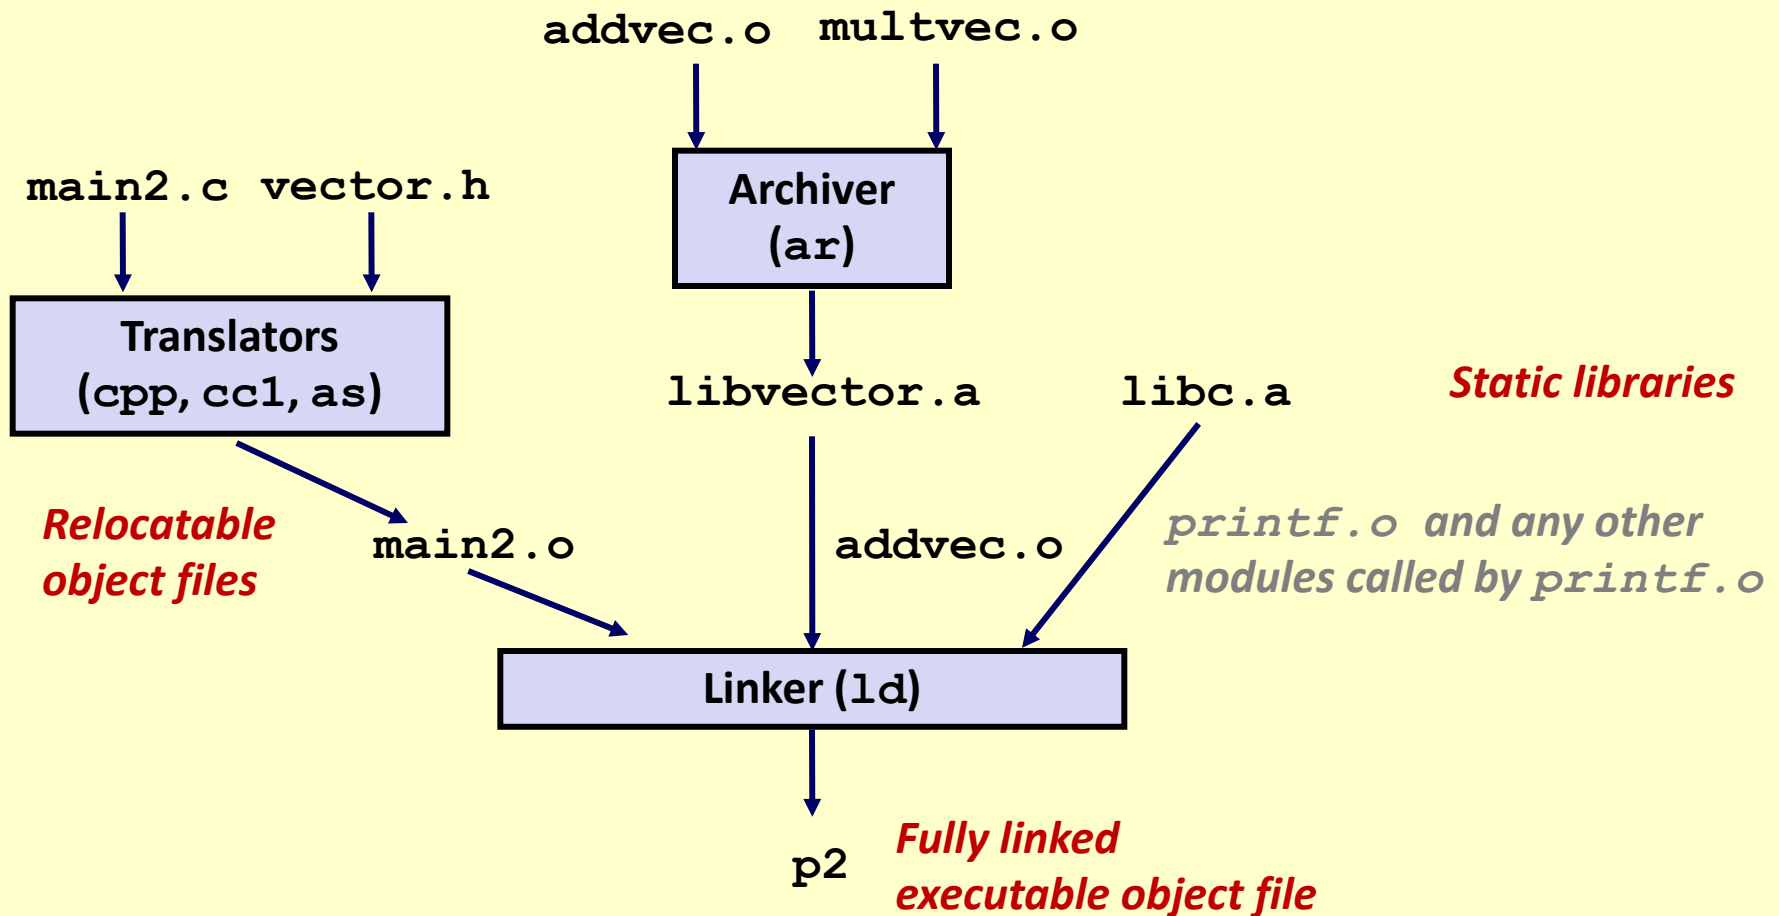 addvec.o multvec.o
main2.c vector.h
Archiver
(ar)
Translators
(cpp, cc1, as)
libvector.a
libc.a
Static libraries
Relocatable
object files
main2.o
addvec.o
printf.o and any other
modules called by printf.o
Linker (ld)
p2
Fully linked
executable object file